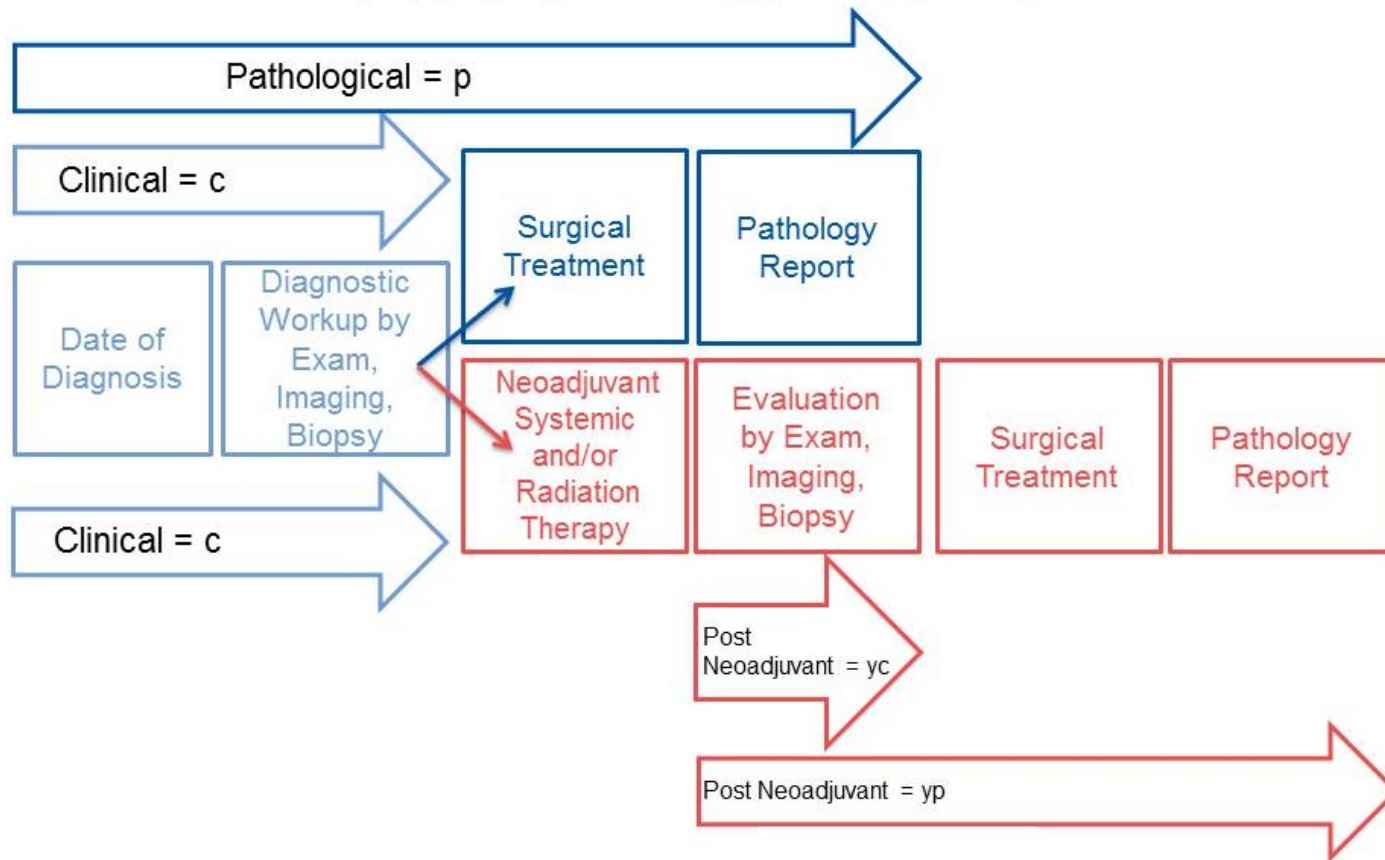 Pathological = p
Clinical = c
Surgical
Treatment
Pathology
Report
Date of
Diagnosis
Diagnostic
Workup by
Exam,
Imaging,
Biopsy
Neoadjuvant
Systemic
and/or
Radiation
Therapy
Evaluation
by Exam,
Imaging,
Biopsy
Surgical
Treatment
Pathology
Report
Clinical = c
Post
Neoadjuvant = yc
Post Neoadjuvant = yp